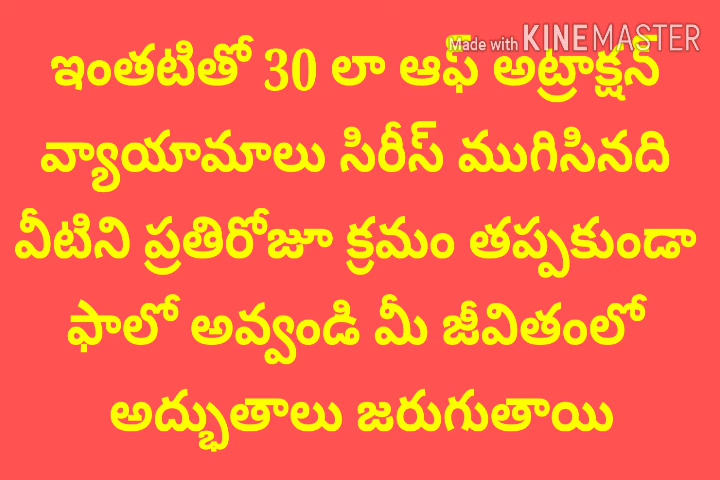 Made with KINEMASTER
ఇంతటితో 30 లా ఆఫ్ అట్రాక్షన్
వ్యాయామాలు సిరీస్ ముగిసినది
వీటిని ప్రతిరోజూ క్రమం తప్పకుండా
ఫాలో అవ్వండి మీ జీవితంలో
అద్భుతాలు జరుగుతాయి